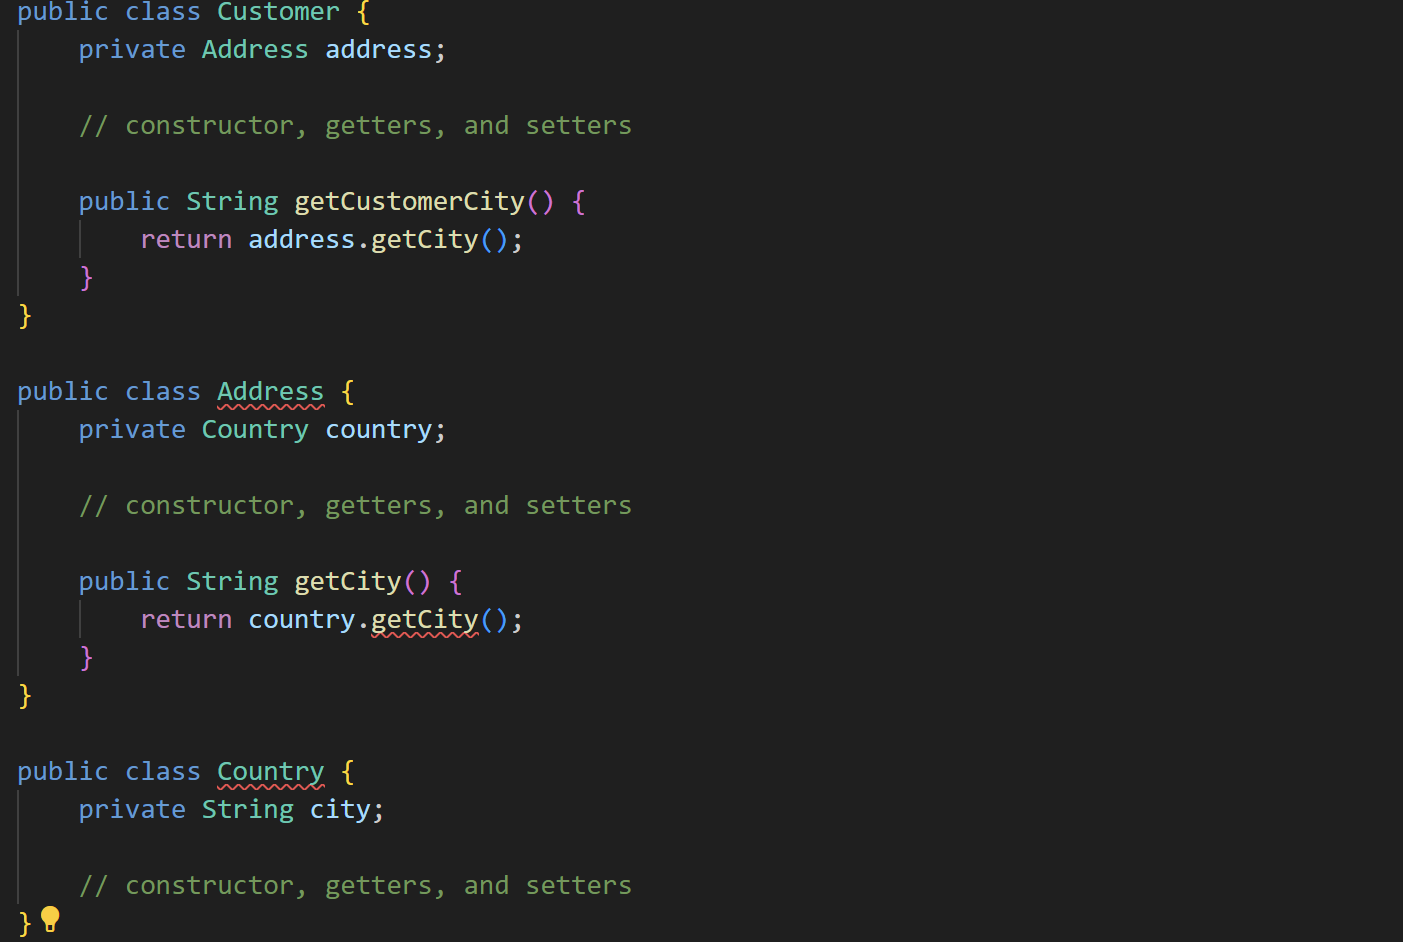 public class Customer {
    private Address address;

    // constructor, getters, and setters

    public String getCustomerCity() {
        return address.getCity();
    }
}

public class Address {
    private Country country;

    // constructor, getters, and setters

    public String getCity() {
        return country.getCity();
    }
}

public class Country {
    private String city;

    // constructor, getters, and setters
}